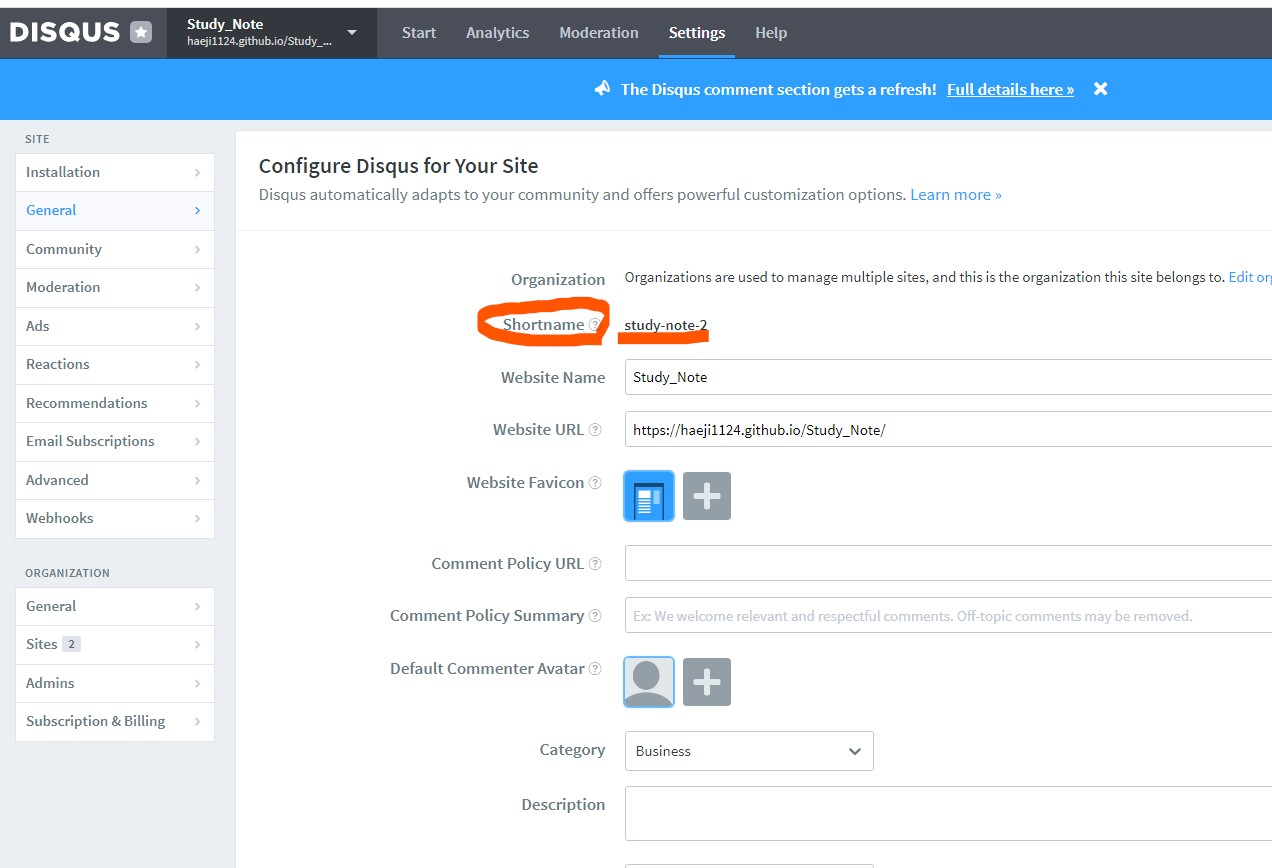 DISQUS
Study_Note
haeji1124.github.io/Study_...
Start Analytics Moderation Settings Help
The Disqus comment section gets a refresh! Full details here »
SITE
Installation
General
Community
Moderation
Ads
Reactions
Recommendations
Email Subscriptions
Advanced
Webhooks
ORGANIZATION
General
Sites 2
Admins
Subscription & Billing
Configure Disqus for Your Site
Disqus automatically adapts to your community and offers powerful customization options. Learn more »
Organization Organizations are used to manage multiple sites, and this is the organization this site belongs to. Edit or
Shortname ? study-note-2
Website Name Study_Note
Website URL ? https://haeji1124.github.io/Study_Note/
Website Favicon ?
Comment Policy URL ?
Comment Policy Summary ? Ex: We welcome relevant and respectful comments. Off-topic comments may be removed.
Default Commenter Avatar ?
Category Business
Description